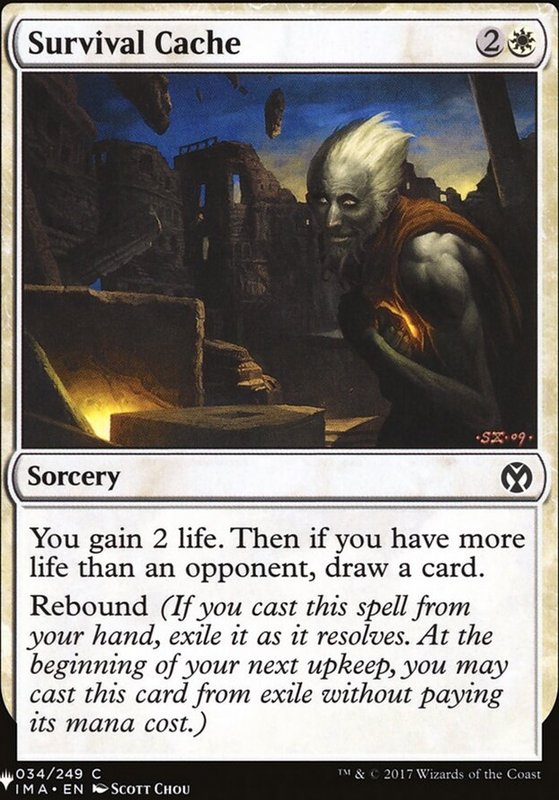 Survival Cache 2
·SX·09·
Sorcery
You gain 2 life. Then if you have more
life than an opponent, draw a card.
Rebound (If you cast this spell from
your hand, exile it as it resolves. At the
beginning of your next upkeep, you may
cast this card from exile without paying
its mana cost.)
034/249 C
IMA • EN Scott Chou ™ & © 2017 Wizards of the Coast